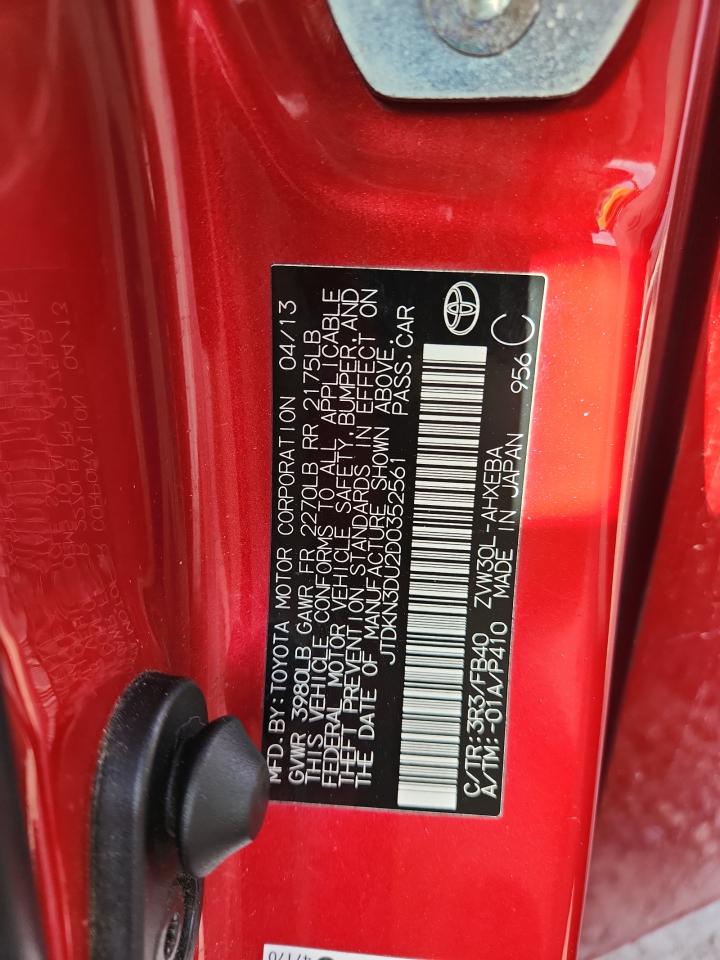 MFD.BY: TOYOTA MOTOR CORPORATION 04/13
GVWR 3980LB GAWR FR 2270LB RR 2175LB
THIS VEHICLE CONFORMS TO ALL APPLICABLE
FEDERAL MOTOR VEHICLE SAFETY, BUMPER, AND
THEFT PREVENTION STANDARDS IN EFFECT ON
THE DATE OF MANUFACTURE SHOWN ABOVE.
JTDKN3DU2D0352561 PASS.CAR
C/TR:3R3/FB40 ZVW30L-AHXEBA
A/TM:-01A/P410 MADE IN JAPAN
956 C
47170